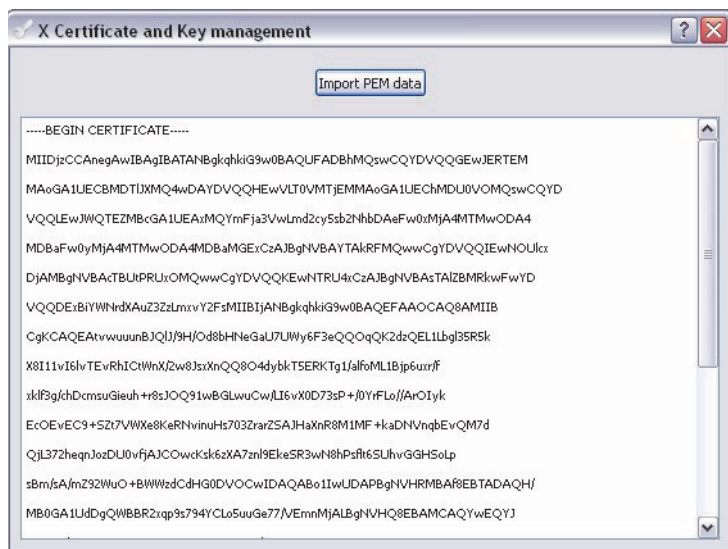 X Certificate and Key management
Import PEM data
-----BEGIN CERTIFICATE-----
MIIDjzCCAnegAwIBAgIBATANBgkqhkiG9w0BAQUFADBhMQswCQYDVQQGEwJERTEM
MAoGA1UECBMDTlJXMQ4wDAYDVQQHEwVLT0VMTjEMMAoGA1UEChMDU0VOMQswCQYD
VQQLEwJWQTEZMBcGA1UEAxMQYmFja3VwLmd2cy5sb2NhbDAeFw0xMjA4MTMwODA4
MDBaFw0yMjA4MTMwODA4MDBaMGExCzAJBgNVBAYTAkRFMQwwCgYDVQQIEwNOUlcx
DjAMBgNVBAcTBUtPRUxOMQwwCgYDVQQKEwNTRU4xCzAJBgNVBAsTAlZBMRkwFwYD
VQQDExBiYWNrdXAuZ3ZzLmxvY2FsMIIBIjANBgkqhkiG9w0BAQEFAAOCAQ8AMIIB
CgKCAQEAtvwuuunBJQlJ/9H/Od8bHNeGaU7UWy6F3eQQOqQK2dzQEL1Lbgl35R5k
X8I11vI6lvTEvRhICtWnX/2w8JsxXnQQ8O4dybkT5ERKTg1/alfoML1Bjp6uxr/f
xklf3g/chDcmsuGieuh+r8sJOQ91wBGLwuCw/LI6vX0D73sP+/0YrFLo//ArOIyk
EcOEvEC9+SZt7VWXe8KeRNvinuHs703ZrarZSAJHaXnR8M1MF+kaDNVnqbEvQM7d
QjL372heqnJozDU0vfjAJCOwcKsk6zXA7znl9EkeSR3wN8hPsflt6SUhvGGHSoLp
sBm/sA/mZ92WuO+BWWzdCdHG0DVOCwIDAQABo1IwUDAPBgNVHRMBAf8EBTADAQH/
MB0GA1UdDgQWBBR2xqp9s794YCLo5uuGe77/VEmnMjALBgNVHQ8EBAMCAQYwEQYJ